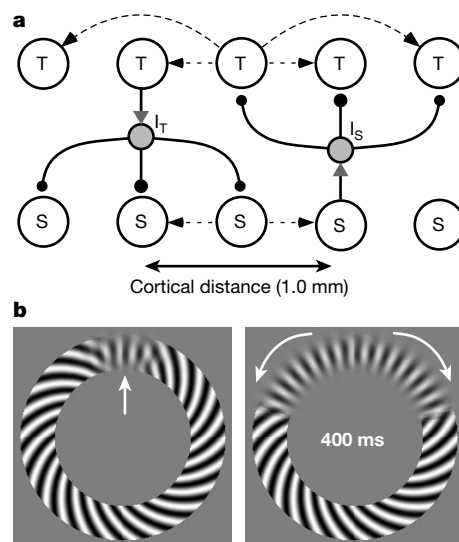 a
T T T T T
I_T
I_S
S S S S S
Cortical distance (1.0 mm)
b
400 ms